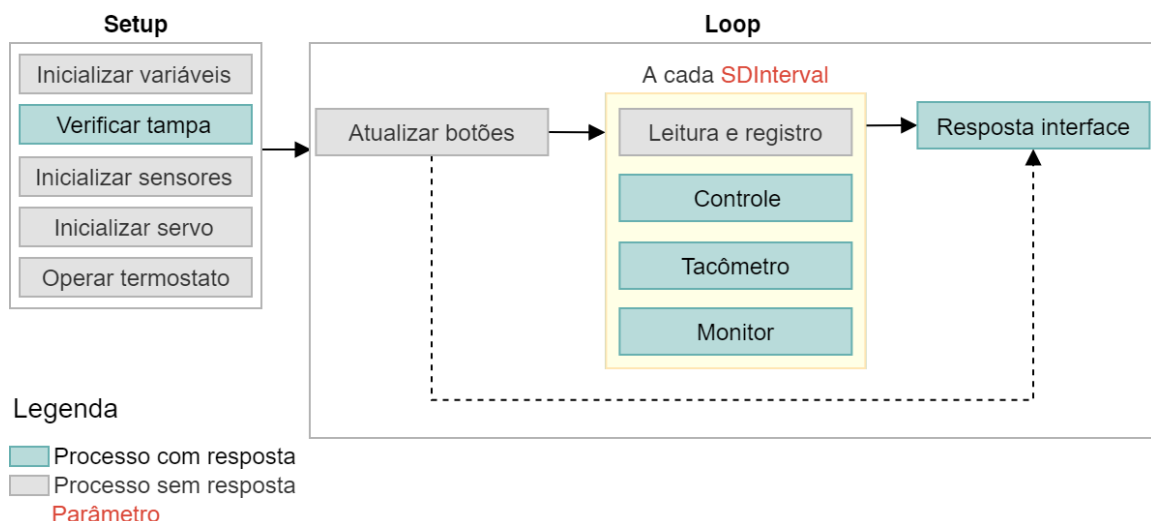 Setup
Inicializar variáveis
Verificar tampa
Inicializar sensores
Inicializar servo
Operar termostato
Loop
Atualizar botões
A cada SDInterval
Leitura e registro
Controle
Tacômetro
Monitor
Resposta interface
Legenda
Processo com resposta
Processo sem resposta
Parâmetro